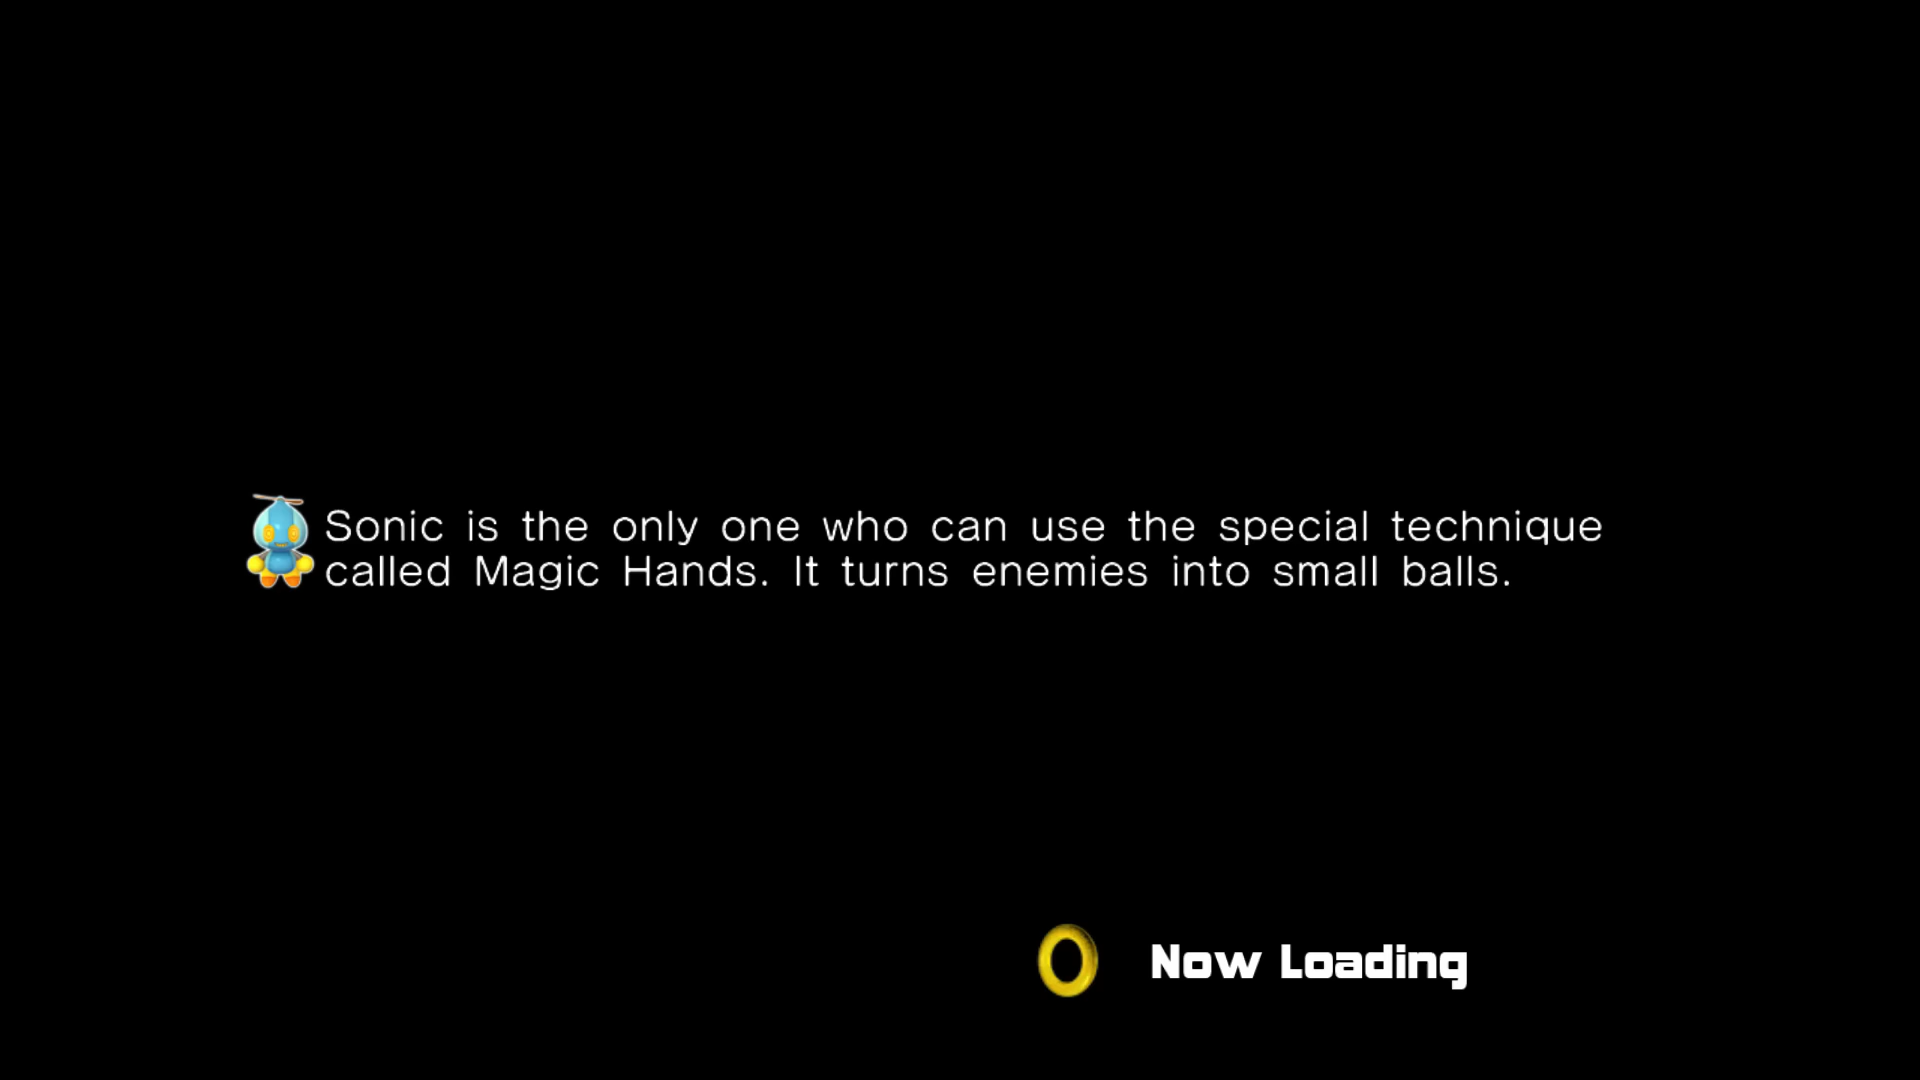 Sonic is the only one who can use the special technique
called Magic Hands. It turns enemies into small balls.
Now Loading